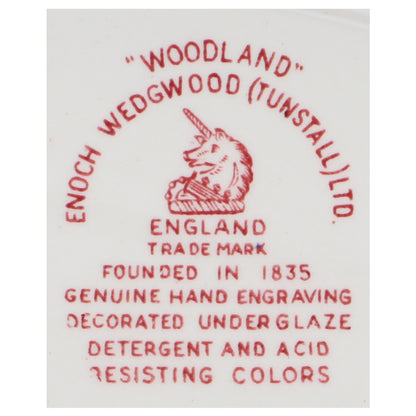 "WOODLAND"
ENOCH WEDGWOOD (TUNSTALL) LTD.
ENGLAND
TRADE MARK
FOUNDED IN 1835
GENUINE HAND ENGRAVING
DECORATED UNDERGLAZE
DETERGENT AND ACID
RESISTING COLORS